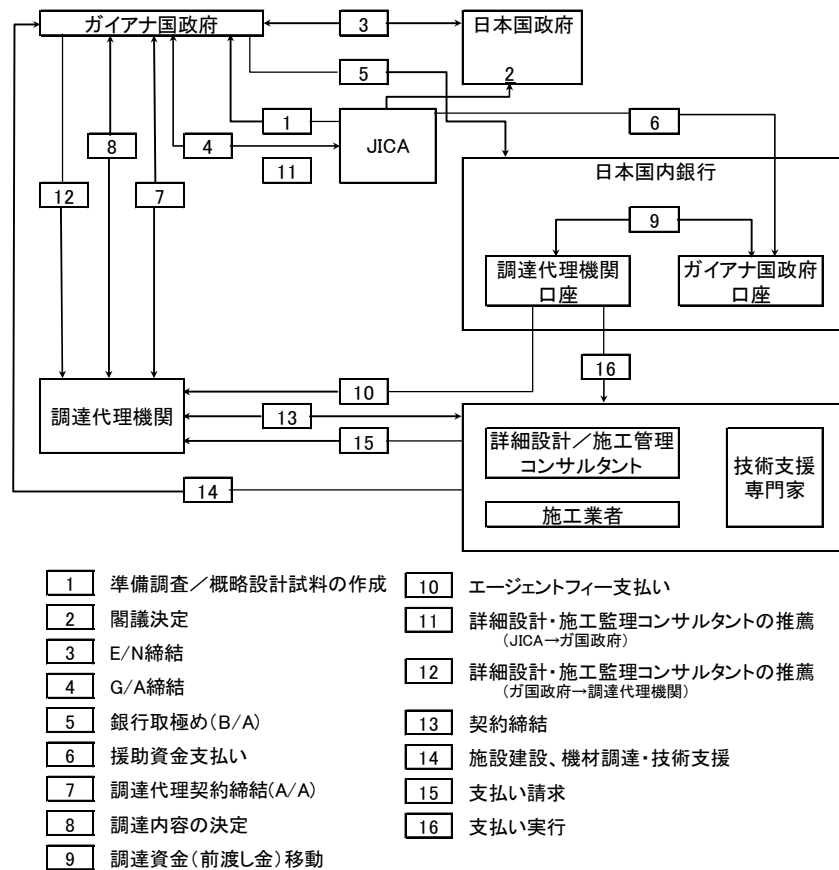 ガイアナ国政府
3
日本国政府
2
5
1
6
8
4
JICA
11
日本国内銀行
12
7
9
調達代理機関
口座
ガイアナ国政府
口座
16
10
調達代理機関
13
15
詳細設計／施工管理
コンサルタント
技術支援
専門家
14
施工業者
1 準備調査／概略設計試料の作成
2 閣議決定
3 E/N締結
4 G/A締結
5 銀行取極め(B/A)
6 援助資金支払い
7 調達代理契約締結(A/A)
8 調達内容の決定
9 調達資金(前渡し金)移動
10 エージェントフィー支払い
11 詳細設計・施工監理コンサルタントの推薦
(JICA→ガ国政府)
12 詳細設計・施工監理コンサルタントの推薦
(ガ国政府→調達代理機関)
13 契約締結
14 施設建設、機材調達・技術支援
15 支払い請求
16 支払い実行